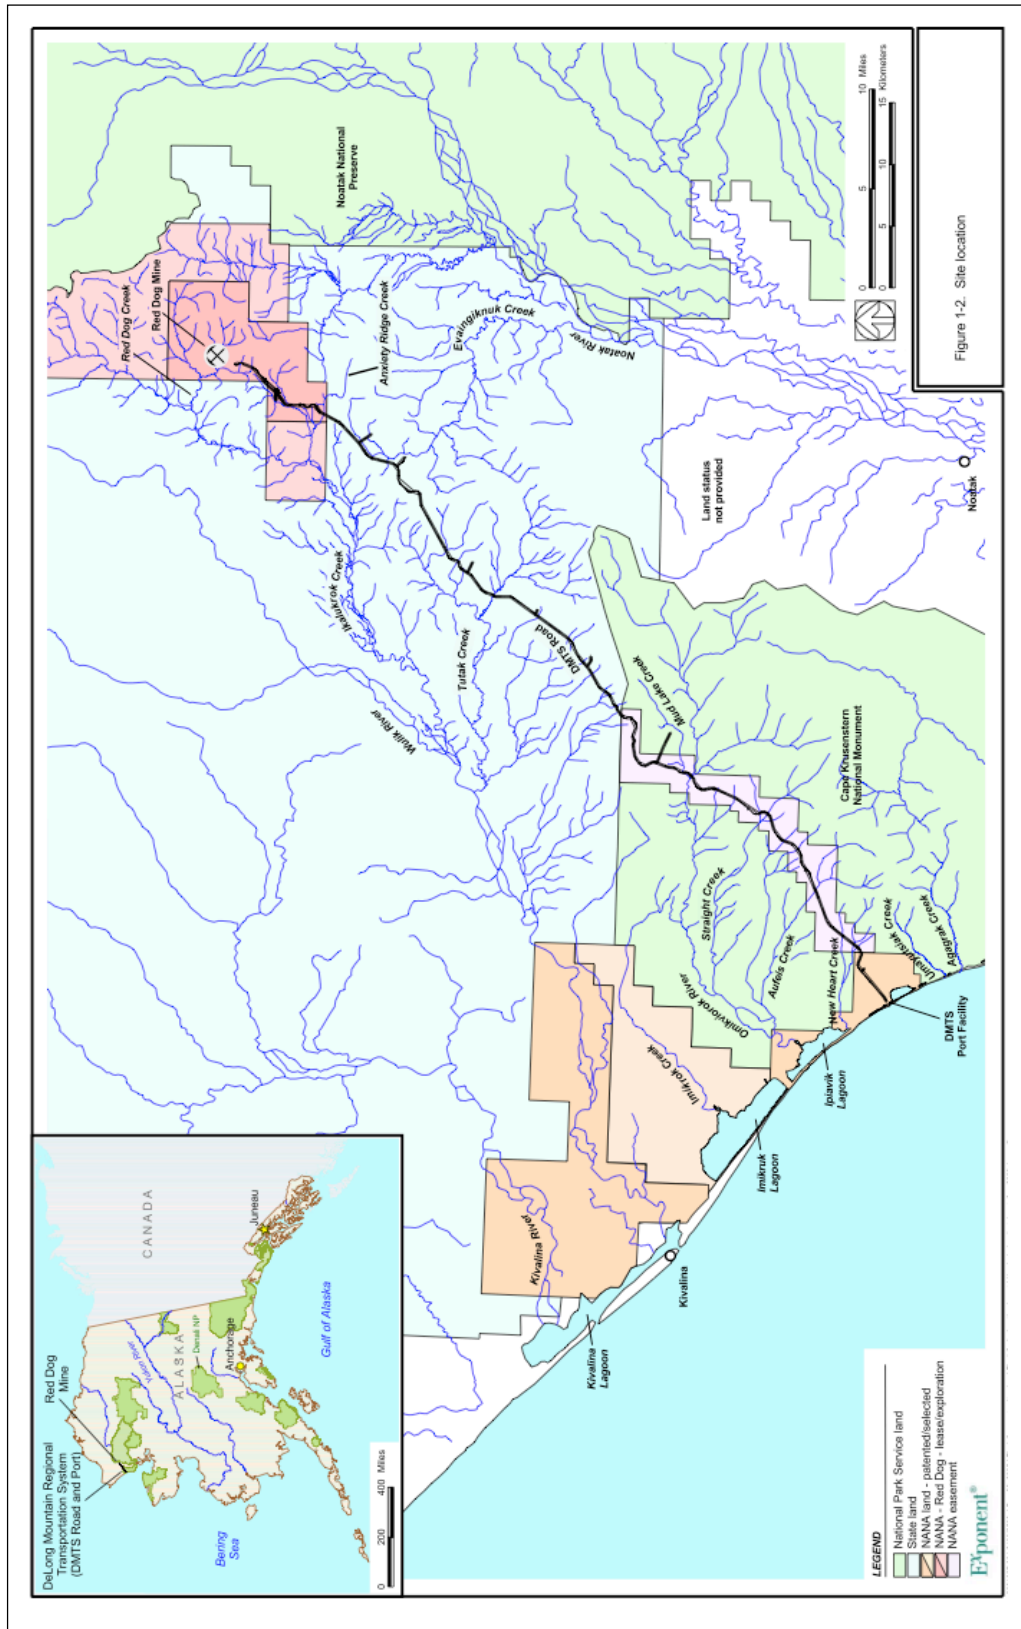 DeLong Mountain Regional
Transportation System
(DMTS Road and Port)
Red Dog
Mine
CANADA
ALASKA
Yukon River
Denali NP
Anchorage
Juneau
Gulf of Alaska
Bering
Sea
0 200 400 Miles
Red Dog Creek
Red Dog Mine
Noatak National
Preserve
Anxiety Ridge Creek
Evaingiknuk Creek
Noatak River
Ikalukrok Creek
Tutak Creek
Wulik River
DMTS Road
Mud Lake Creek
Land status
not provided
Noatak
Cape Krusenstern
National Monument
Straight Creek
Aufeis Creek
Omikviorok River
New Heart Creek
Umayutsiak Creek
Agagrak Creek
Imikrok Creek
Kivalina River
DMTS
Port Facility
Ipiavik
Lagoon
Imikruk
Lagoon
Kivalina
Kivalina
Lagoon
0 5 10 Miles
0 5 10 15 Kilometers
LEGEND
National Park Service land
State land
NANA land - patented/selected
NANA - Red Dog - lease/exploration
NANA easement
Exponent®
Figure 1-2. Site location